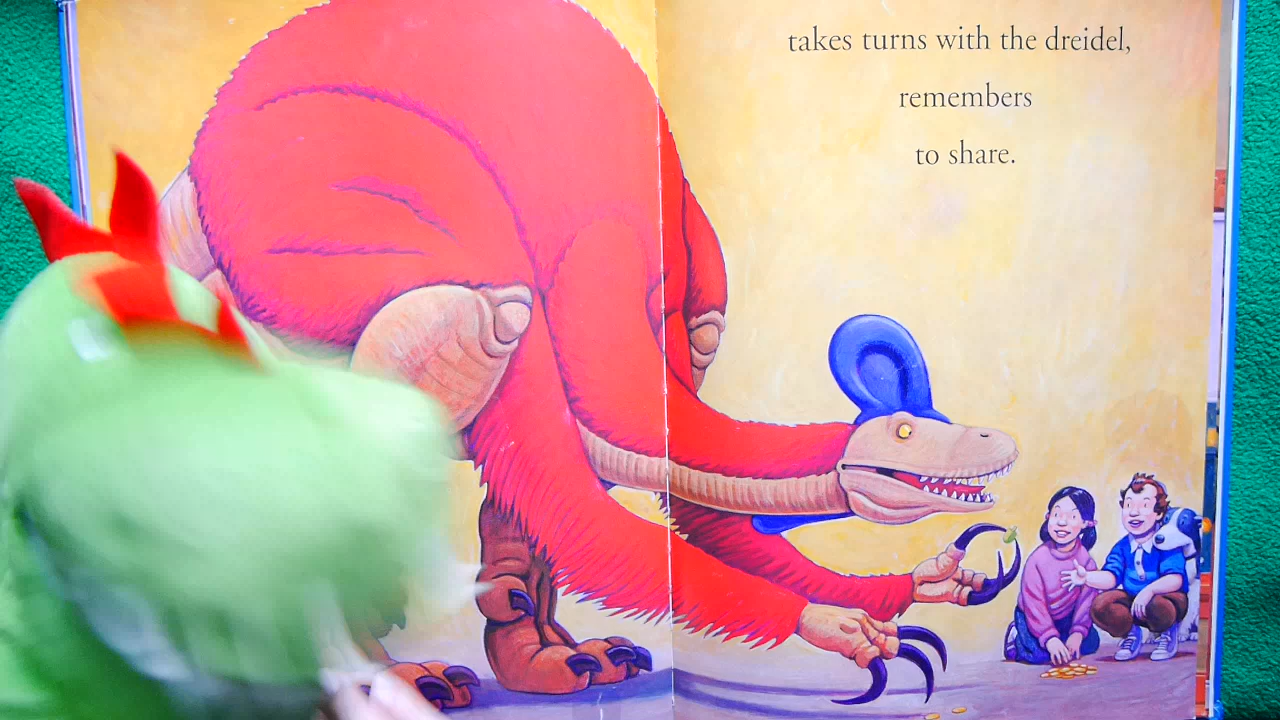 takes turns with the dreidel,
remembers
to share.